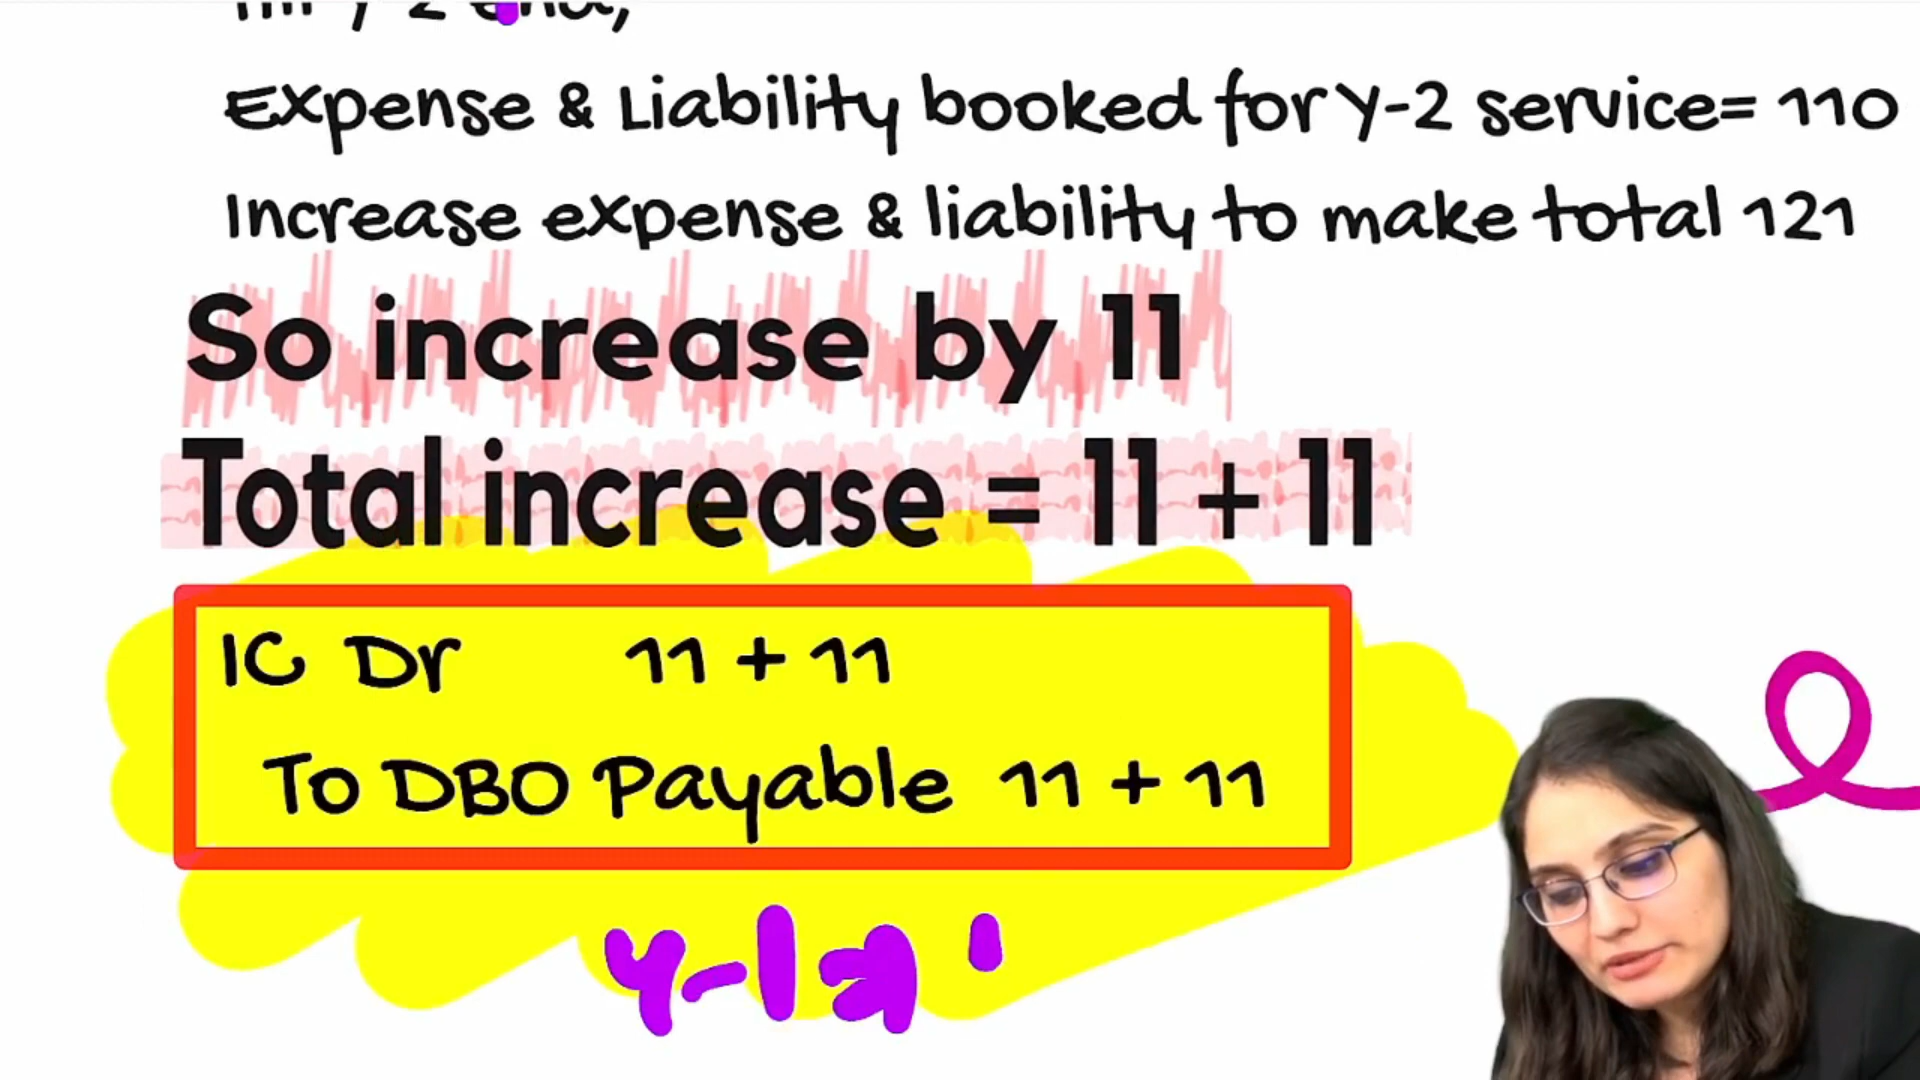 Expense & Liability booked for Y-2 service= 110
Increase expense & liability to make total 121
So increase by 11
Total increase = 11 + 11
IC Dr 11 + 11
To DBO Payable 11 + 11
Y-1 ⇒